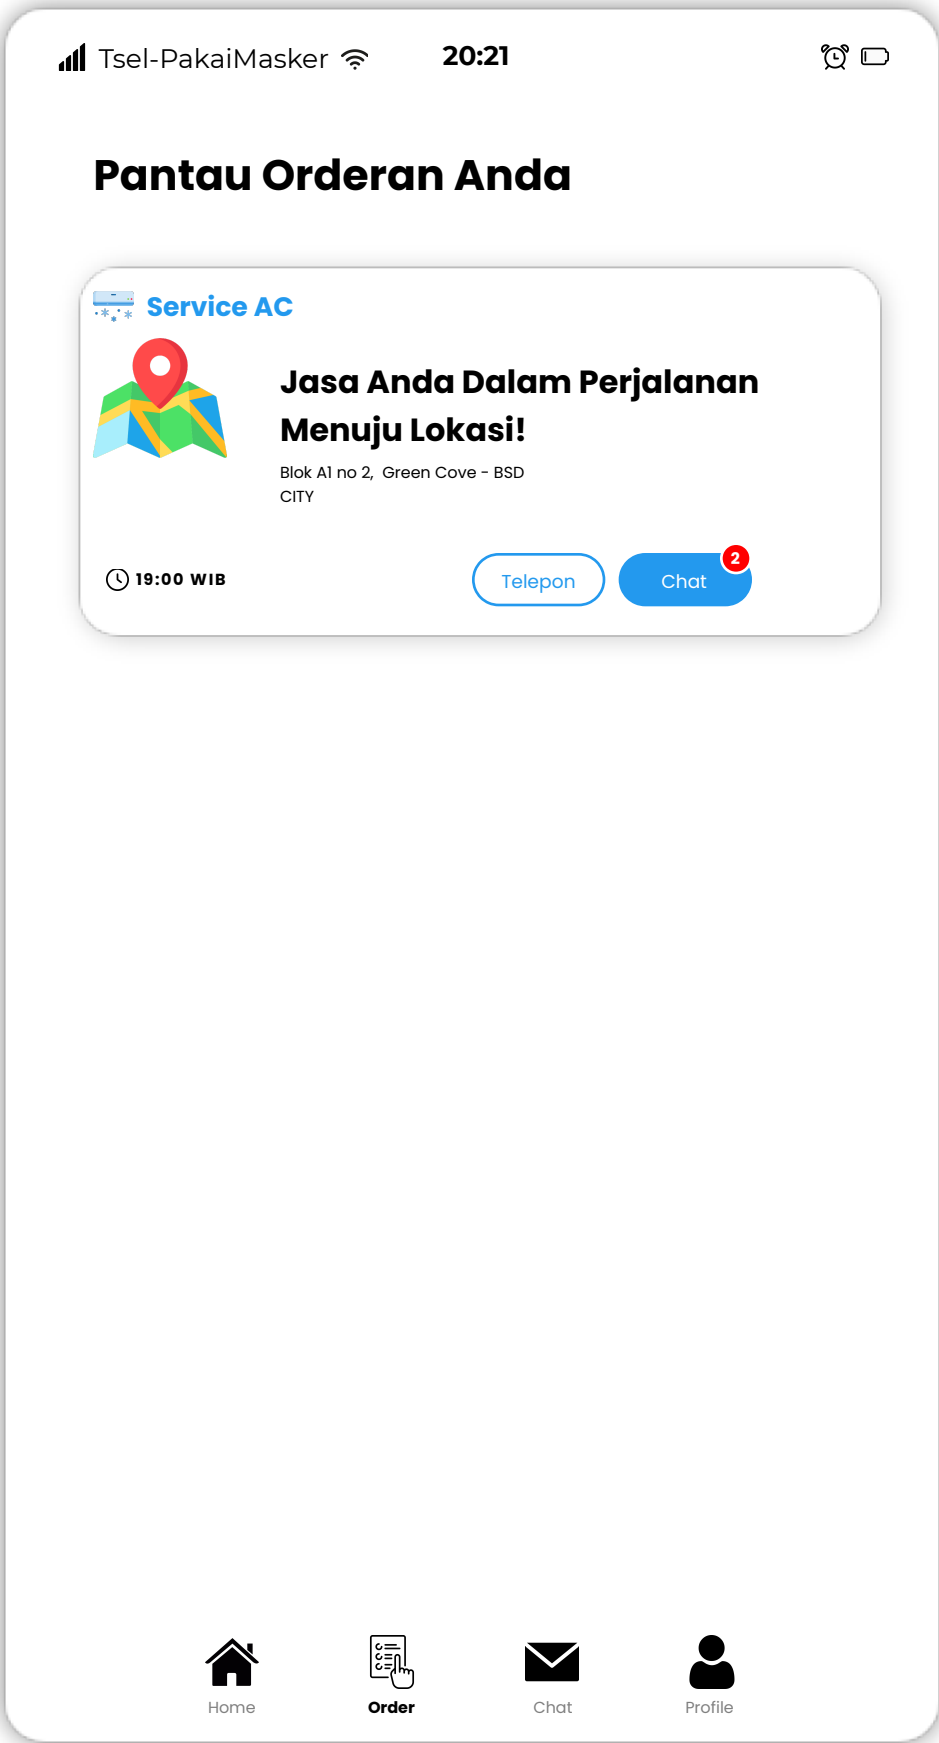 Tsel-PakaiMasker
20:21
Pantau Orderan Anda
Service AC
Jasa Anda Dalam Perjalanan
Menuju Lokasi!
Blok A1 no 2,  Green Cove - BSD
CITY
19:00 WIB
Telepon
Chat
2
Home
Order
Chat
Profile